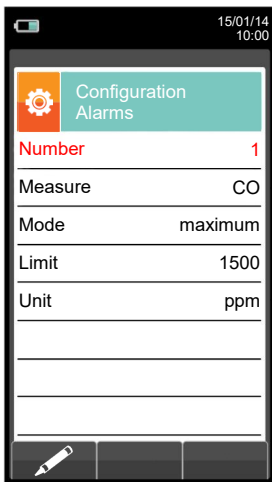 15/01/14
10:00
Configuration
Alarms
Number 1
Measure CO
Mode maximum
Limit 1500
Unit ppm